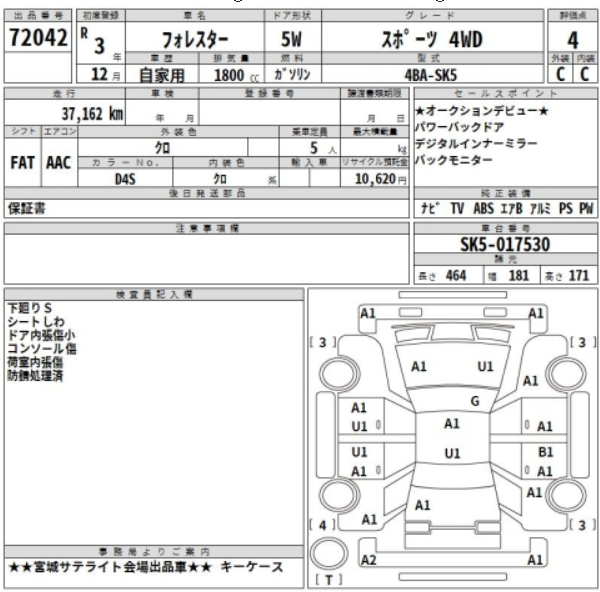 出品番号 初度登録 車名 ドア形状 グレード 評価点
72042 R 3 年 フォレスター 5W スポーツ 4WD 4
車歴 排気量 燃料 型式 外装 内装
12 月 自家用 1800 CC ガソリン 4BA-SK5 C C
走行 車検 登録番号 譲渡書類期限 セールスポイント
37,162 km 年 月 月 日
★オークションデビュー★
パワーバックドア
デジタルインナーミラー
バックモニター
シフト エアコン 外装色 乗車定員 最大積載量
FAT AAC クロ 5 人 kg
カラーNo. 内装色 輸入車 リサイクル預託金
D4S クロ 系 10,620 円
後日発送部品 純正装備
保証書 ナビ TV ABS エアB アルミ PS PW
注意事項欄 車台番号
SK5-017530
諸元
長さ 464 幅 181 高さ 171
検査員記入欄
下廻りS
シートしわ
ドア内張傷小
コンソール傷
荷室内張傷
防錆処理済
A1 A1
[3] [3]
A1 U1 A1
G
A1 A1
U1 A1 A1
U1 U1 B1
A1 A1
A1 A1
A1
[4] [3]
A2 A1
[T]
事務局よりご案内
★★宮城サテライト会場出品車★★ キーケース